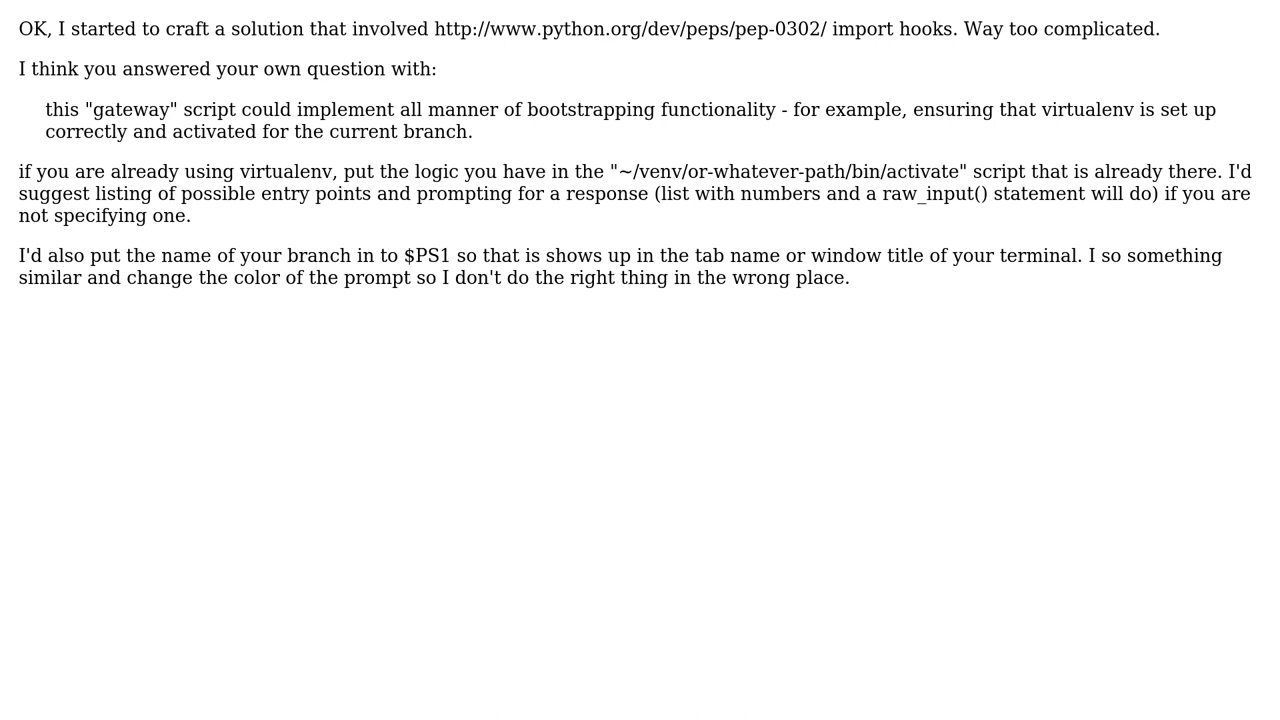 OK, I started to craft a solution that involved http://www.python.org/dev/peps/pep-0302/ import hooks. Way too complicated.
I think you answered your own question with:
this "gateway" script could implement all manner of bootstrapping functionality - for example, ensuring that virtualenv is set up
correctly and activated for the current branch.
if you are already using virtualenv, put the logic you have in the "~/venv/or-whatever-path/bin/activate" script that is already there. I'd
suggest listing of possible entry points and prompting for a response (list with numbers and a raw_input() statement will do) if you are
not specifying one.
I'd also put the name of your branch in to $PS1 so that is shows up in the tab name or window title of your terminal. I so something
similar and change the color of the prompt so I don't do the right thing in the wrong place.